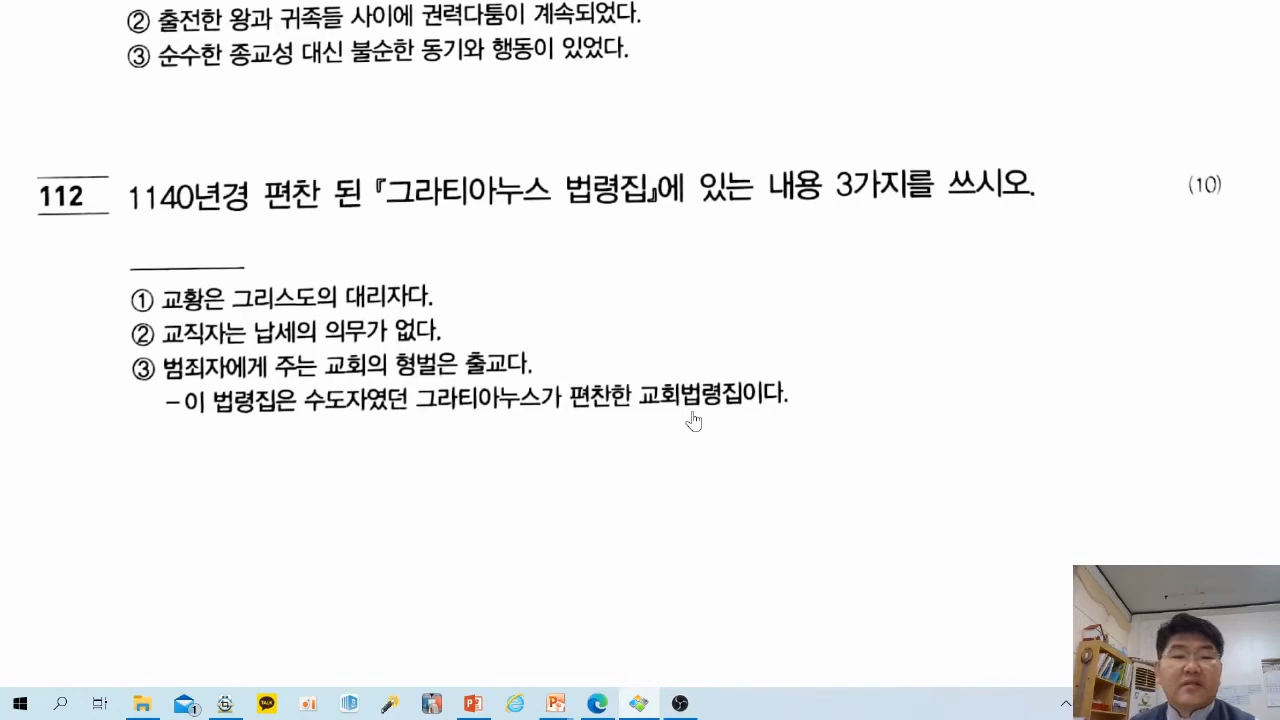 ② 출전한 왕과 귀족들 사이에 권력다툼이 계속되었다.
③ 순수한 종교성 대신 불순한 동기와 행동이 있었다.
112 1140년경 편찬 된 『그라티아누스 법령집』에 있는 내용 3가지를 쓰시오. (10)
① 교황은 그리스도의 대리자다.
② 교직자는 납세의 의무가 없다.
③ 범죄자에게 주는 교회의 형벌은 출교다.
– 이 법령집은 수도자였던 그라티아누스가 편찬한 교회법령집이다.
1 TALK